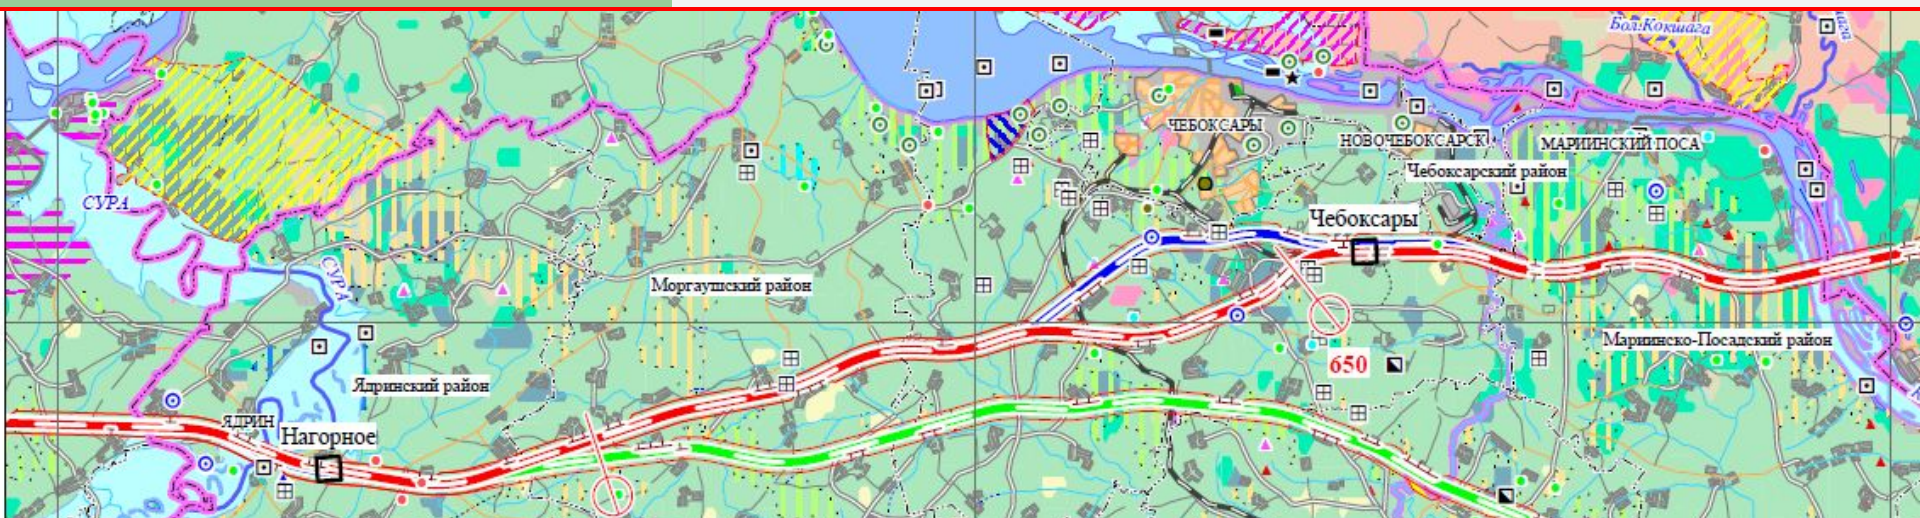 Бол.Кокшага
ЧЕБОКСАРЫ
НОВОЧЕБОКСАРСК
МАРИИНСКИЙ ПОСА
Чебоксарский район
СУРА
Чебоксары
СУРА
Моргаушский район
Мариинско-Посадский район
650
Ядринский район
ЯДРИН
Нагорное